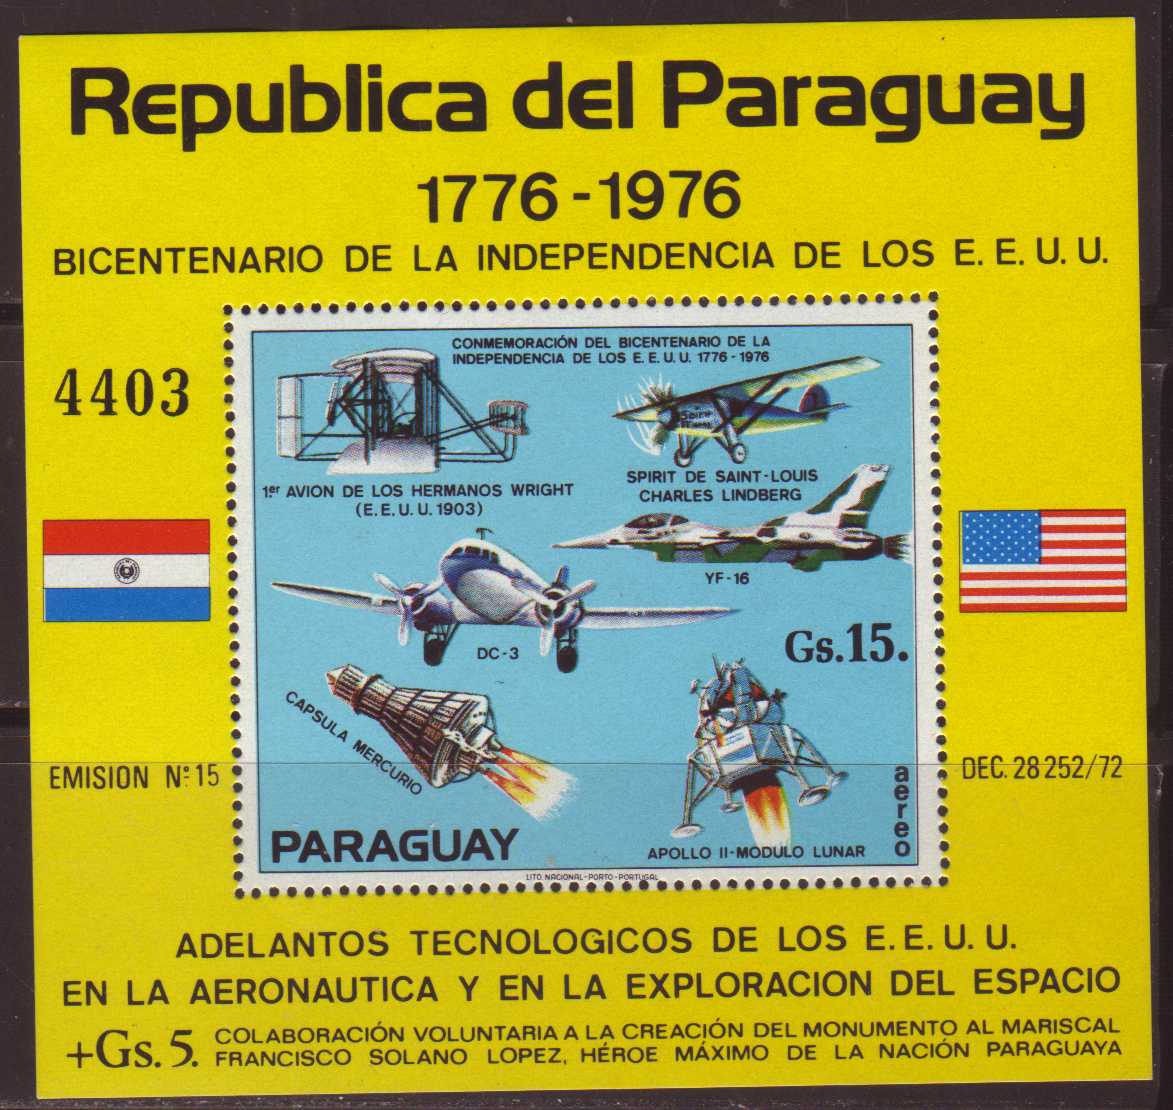 Republica del Paraguay
1776-1976
BICENTENARIO DE LA INDEPENDENCIA DE LOS E.E.U.U.
4403
CONMEMORACIÓN DEL BICENTENARIO DE LA
INDEPENDENCIA DE LOS E.E.U.U. 1776-1976
Spirit
1.er AVION DE LOS HERMANOS WRIGHT
(E.E.U.U. 1903)
SPIRIT DE SAINT-LOUIS
CHARLES LINDBERG
YF-16
DC-3
Gs.15.
CAPSULA MERCURIO
EMISION Nº 15
DEC. 28252/72
aereo
PARAGUAY
APOLLO II-MODULO LUNAR
LITO NACIONAL-PORTO-PORTUGAL
ADELANTOS TECNOLOGICOS DE LOS E.E.U.U.
EN LA AERONAUTICA Y EN LA EXPLORACION DEL ESPACIO
+Gs.5. COLABORACIÓN VOLUNTARIA A LA CREACIÓN DEL MONUMENTO AL MARISCAL
FRANCISCO SOLANO LOPEZ, HÉROE MÁXIMO DE LA NACIÓN PARAGUAYA